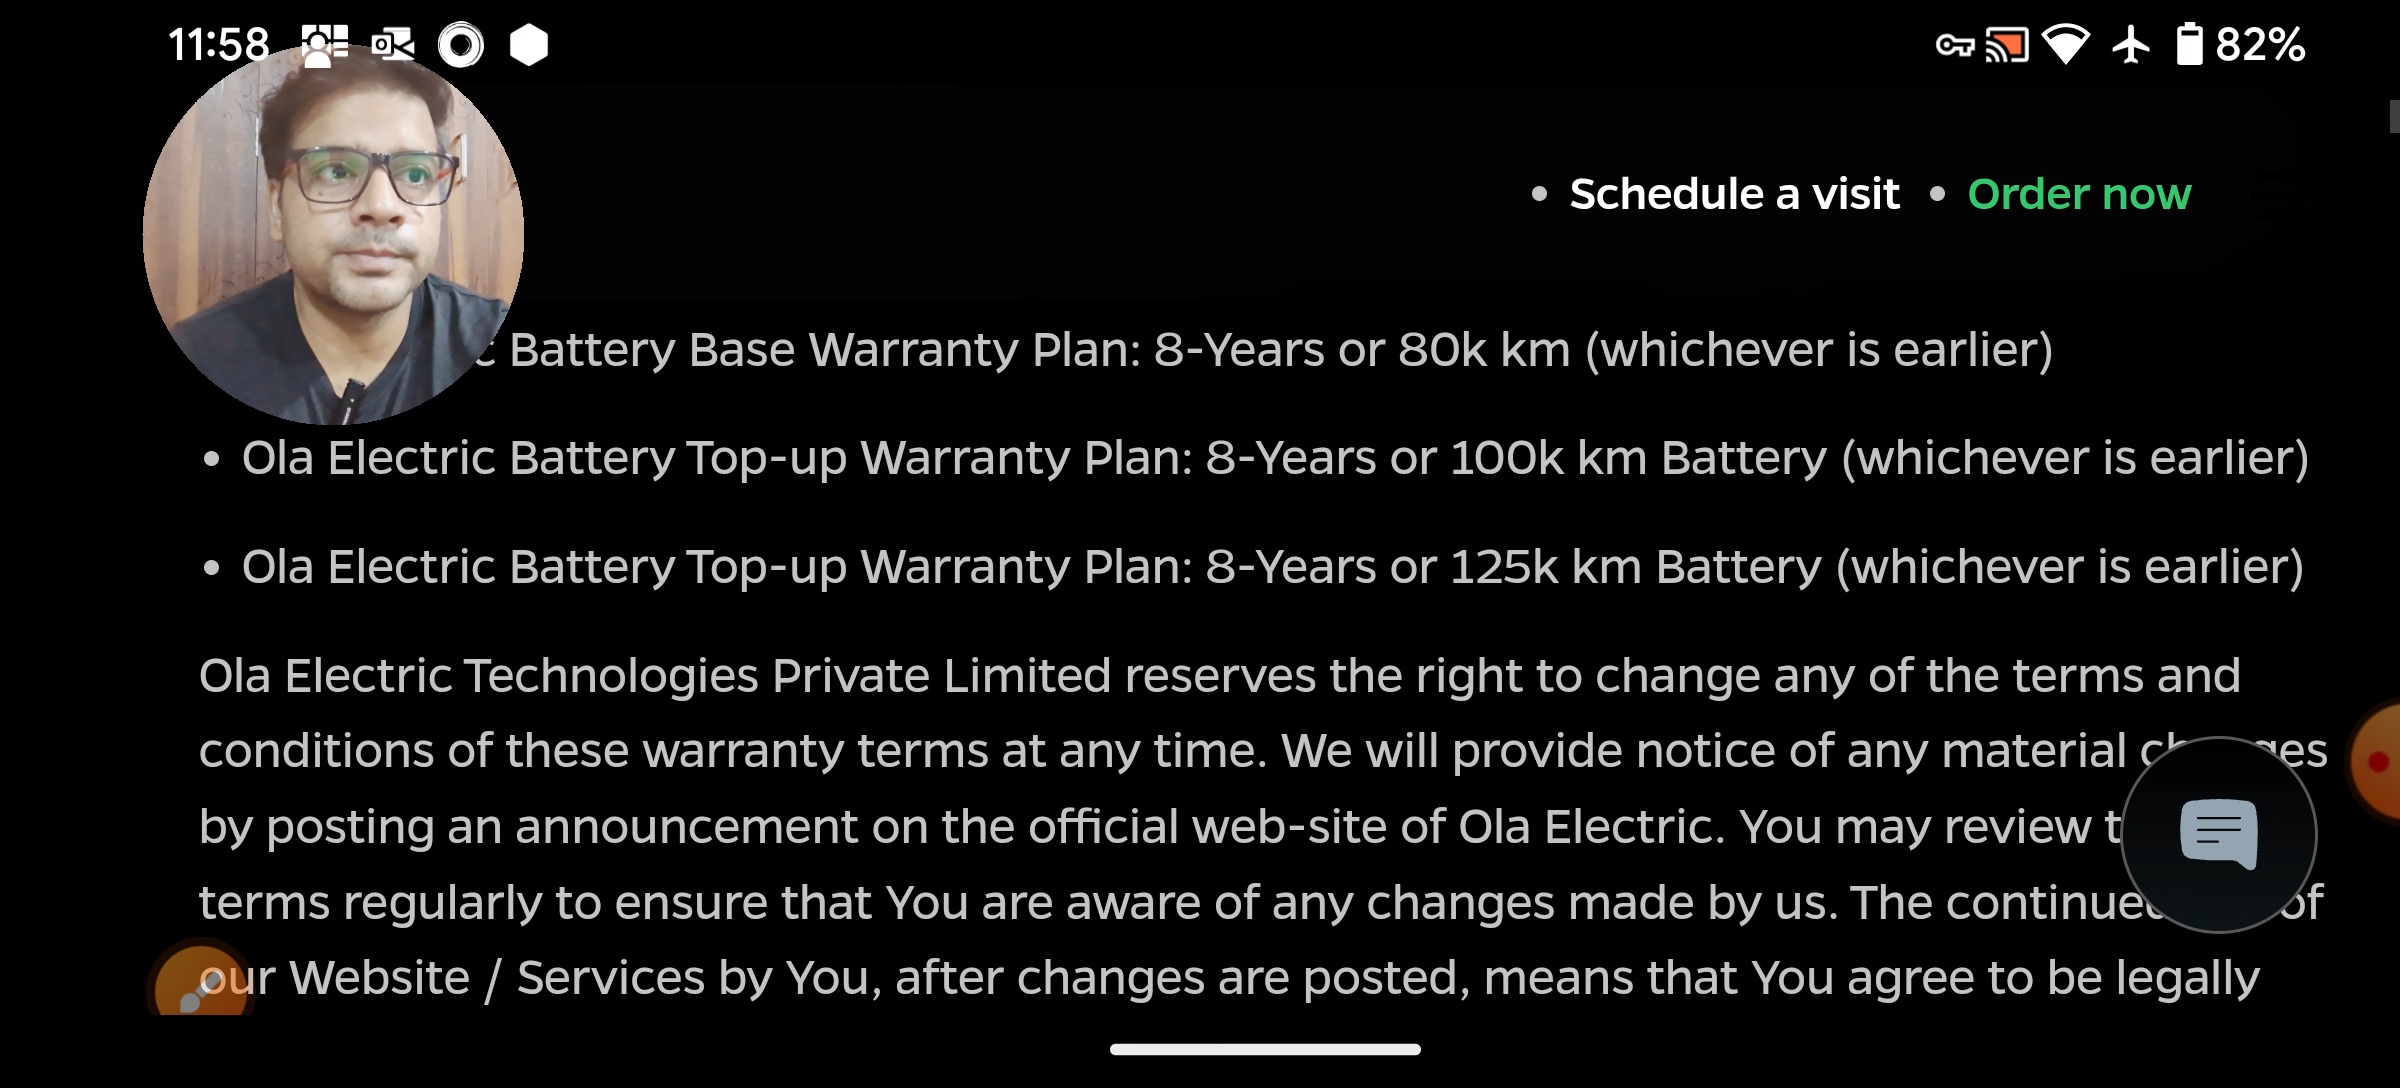 11:58
82%
• Schedule a visit • Order now
Battery Base Warranty Plan: 8-Years or 80k km (whichever is earlier)
• Ola Electric Battery Top-up Warranty Plan: 8-Years or 100k km Battery (whichever is earlier)
• Ola Electric Battery Top-up Warranty Plan: 8-Years or 125k km Battery (whichever is earlier)
Ola Electric Technologies Private Limited reserves the right to change any of the terms and
conditions of these warranty terms at any time. We will provide notice of any material
by posting an announcement on the official web-site of Ola Electric. You may review
terms regularly to ensure that You are aware of any changes made by us. The of
our Website / Services by You, after changes are posted, means that You agree to be legally